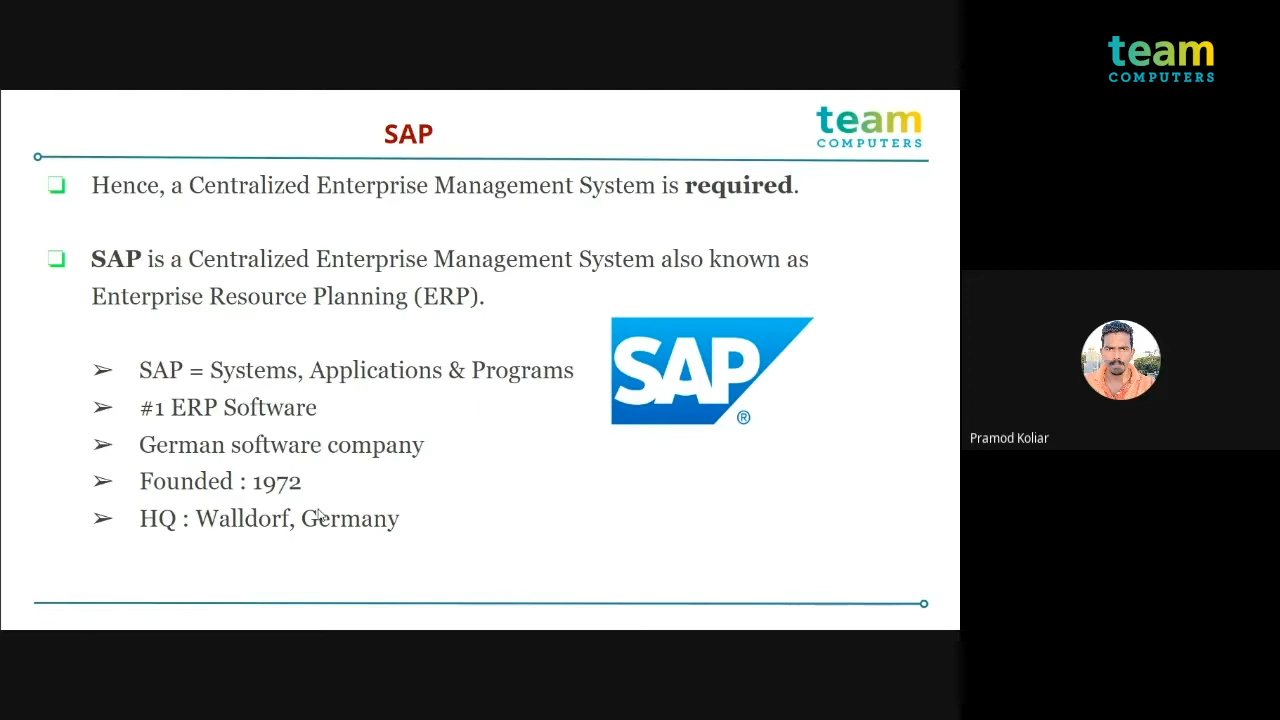 team
COMPUTERS
SAP
team
COMPUTERS
Hence, a Centralized Enterprise Management System is required.
SAP is a Centralized Enterprise Management System also known as
Enterprise Resource Planning (ERP).
SAP = Systems, Applications & Programs
#1 ERP Software
German software company
Founded : 1972
HQ : Walldorf, Germany
SAP
®
Pramod Koliar